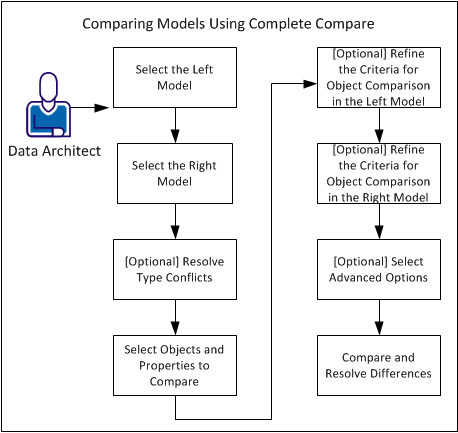 Comparing Models Using Complete Compare
Data Architect
Select the Left
Model
Select the Right
Model
[Optional] Resolve
Type Conflicts
Select Objects and
Properties to
Compare
[Optional] Refine
the Criteria for
Object Comparison
in the Left Model
[Optional] Refine
the Criteria for
Object Comparison
in the Right Model
[Optional] Select
Advanced Options
Compare and
Resolve Differences